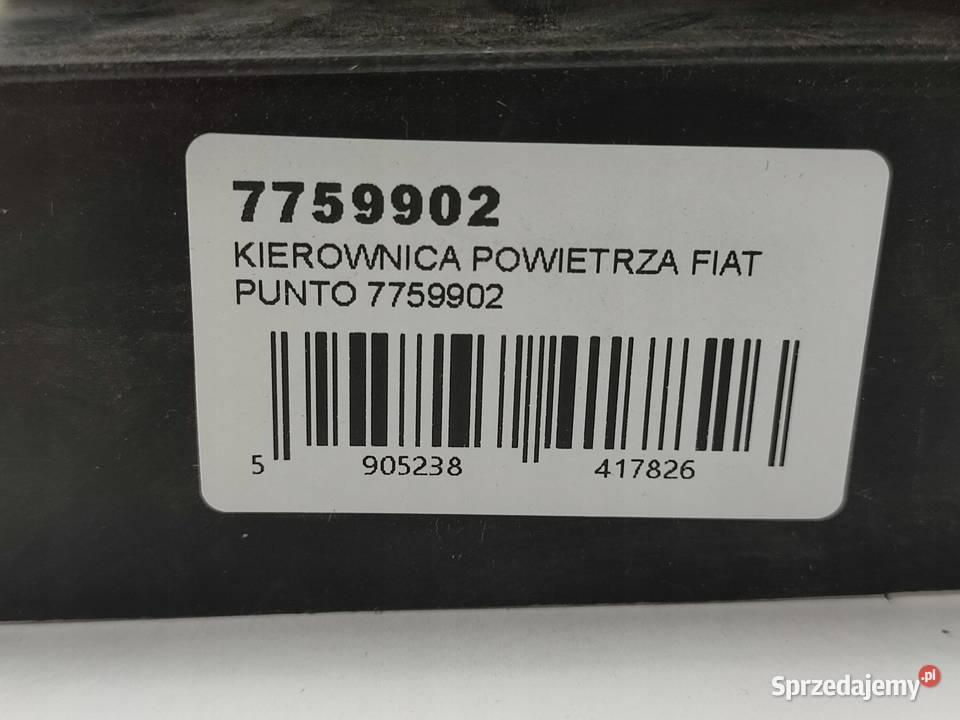 7759902
KIEROWNICA POWIETRZA FIAT
PUNTO 7759902
5 905238 417826
Sprzedajemy.pl